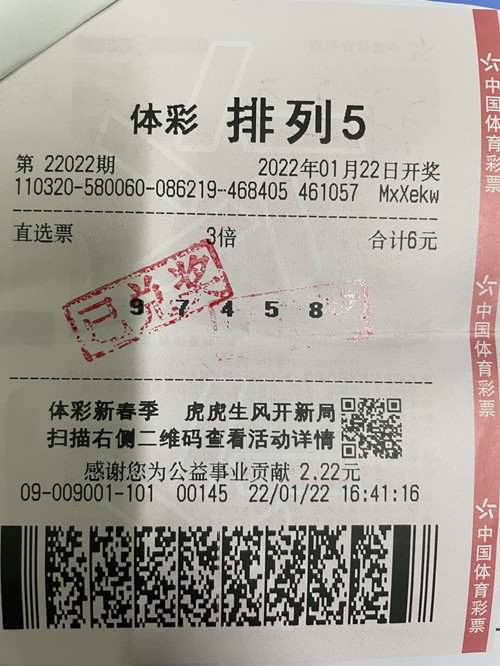 体彩 排列5
第 22022期 2022年01月22日开奖
110320-580060-086219-468405 461057 MxXekw
直选票 3倍 合计6元
已兑奖
9 7 4 5 8
体彩新春季 虎虎生风开新局
扫描右侧二维码查看活动详情
感谢您为公益事业贡献 2.22元
09-009001-101 00145 22/01/22 16:41:16
中国体育彩票
中国体育彩票
中国体育彩票